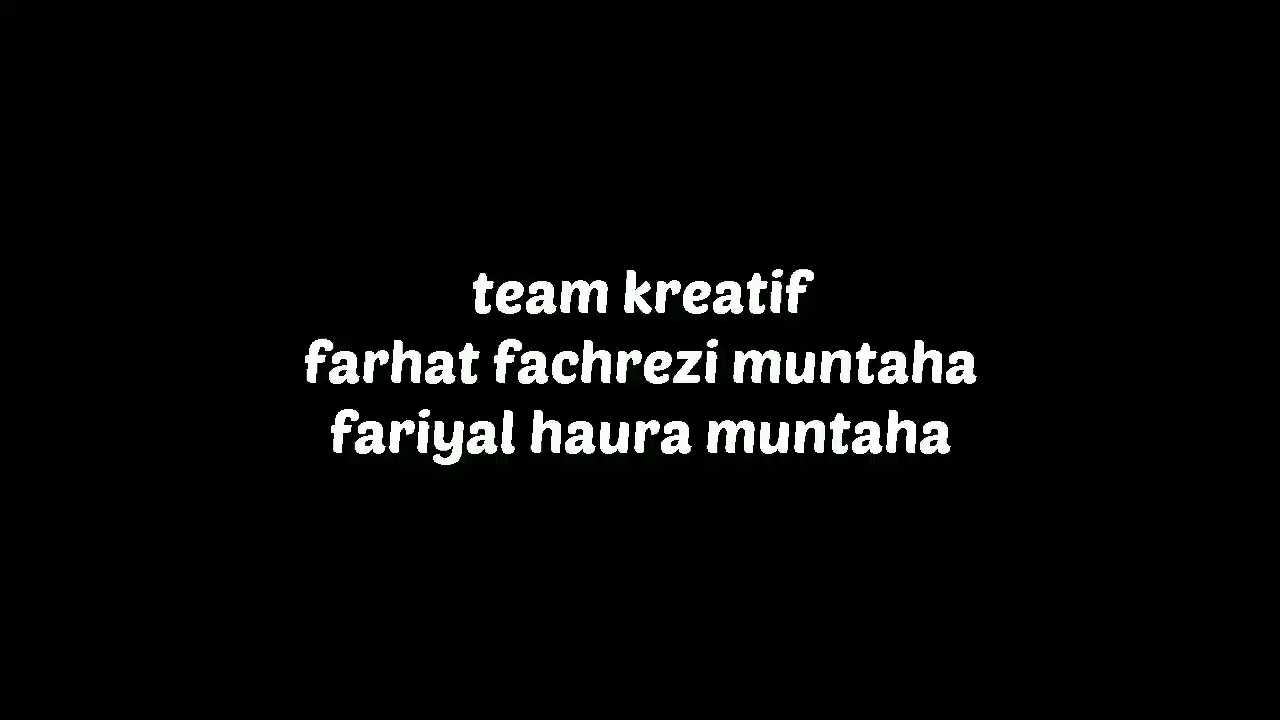 team kreatif
farhat fachrezi muntaha
fariyal haura muntaha